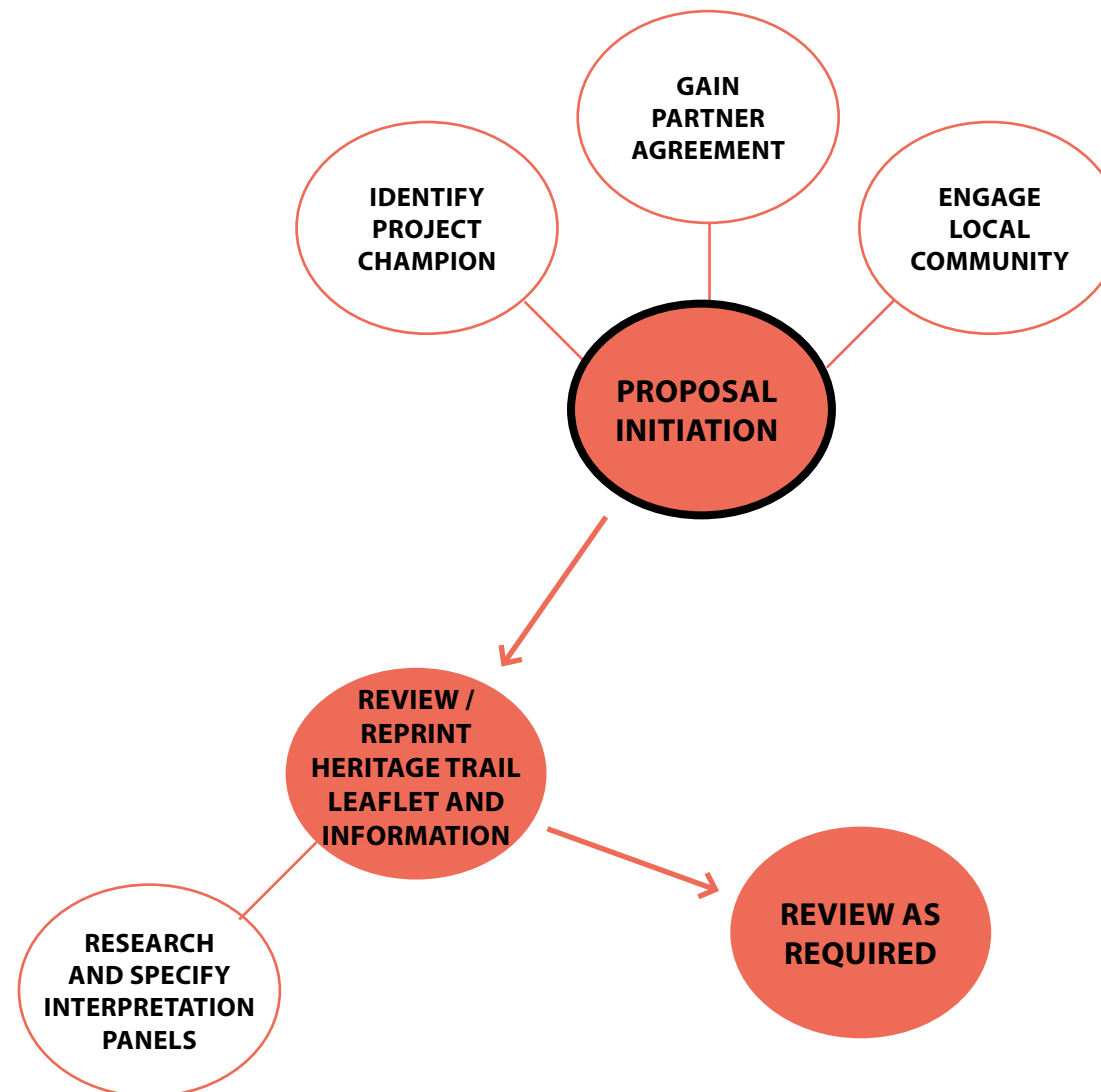 GAIN
PARTNER
AGREEMENT
IDENTIFY
PROJECT
CHAMPION
ENGAGE
LOCAL
COMMUNITY
PROPOSAL
INITIATION
REVIEW /
REPRINT
HERITAGE TRAIL
LEAFLET AND
INFORMATION
REVIEW AS
REQUIRED
RESEARCH
AND SPECIFY
INTERPRETATION
PANELS